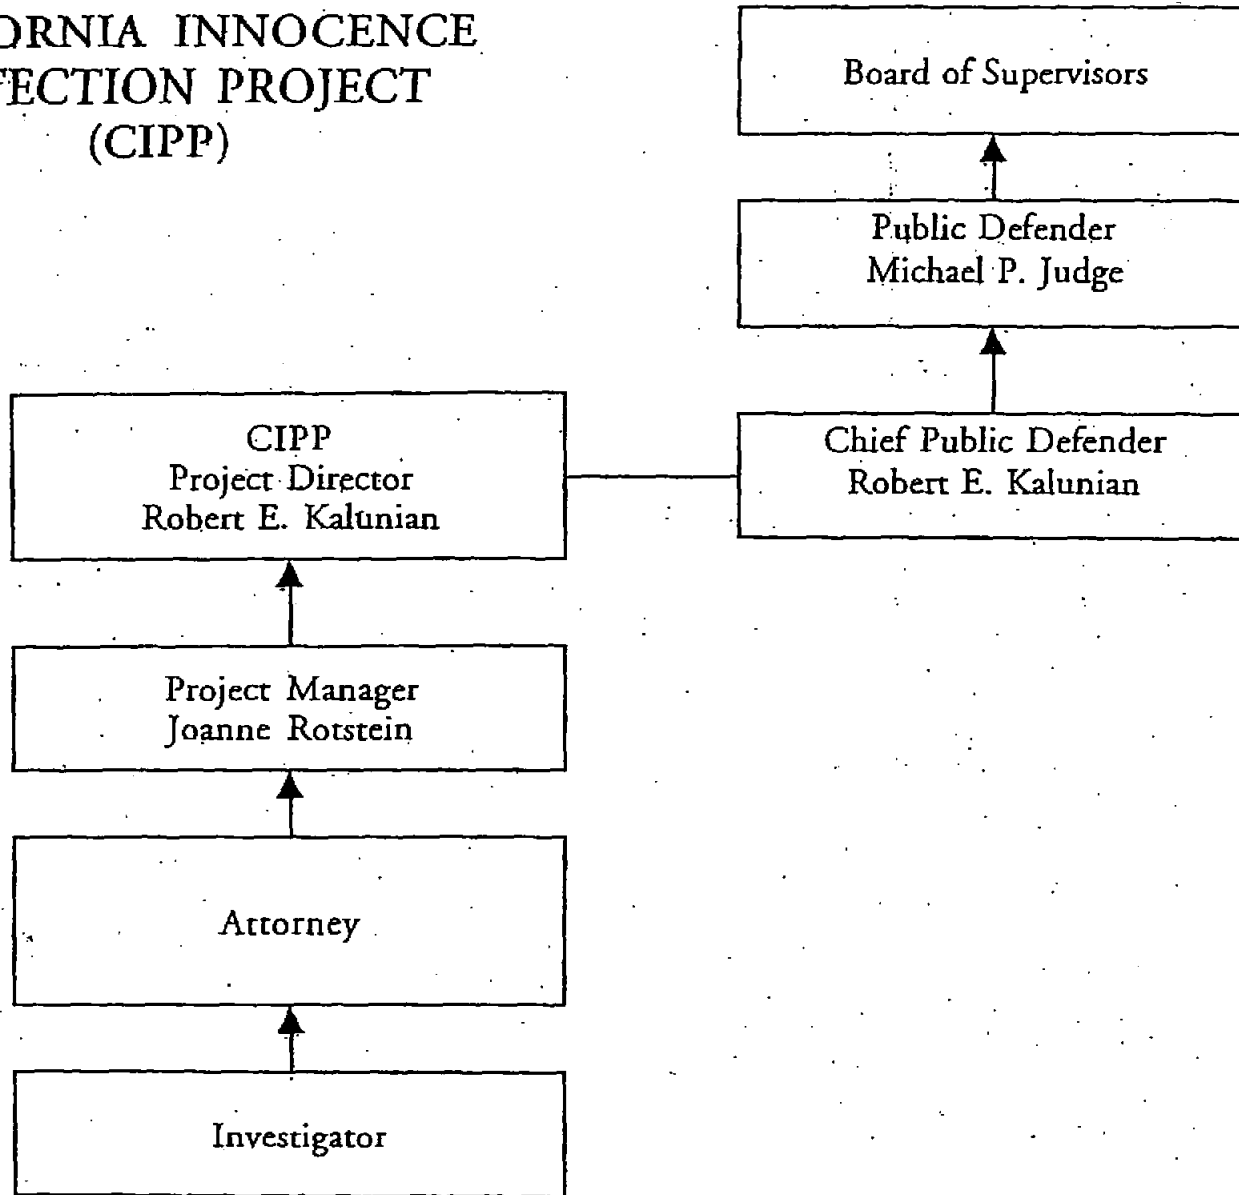 ORNIA INNOCENCE
ECTION PROJECT
(CIPP)
Board of Supervisors
Public Defender
Michael P. Judge
Chief Public Defender
Robert E. Kalunian
CIPP
Project Director
Robert E. Kalunian
Project Manager
Joanne Rotstein
Attorney
Investigator